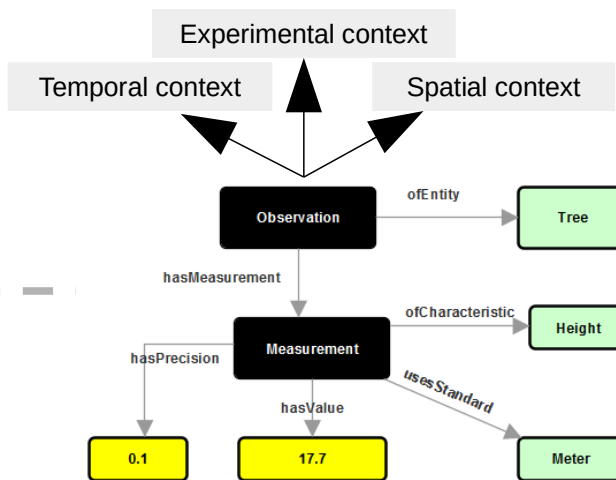 Experimental context
Temporal context
Spatial context
Observation
ofEntity
Tree
hasMeasurement
Measurement
ofCharacteristic
Height
hasPrecision
hasValue
usesStandard
0.1
17.7
Meter